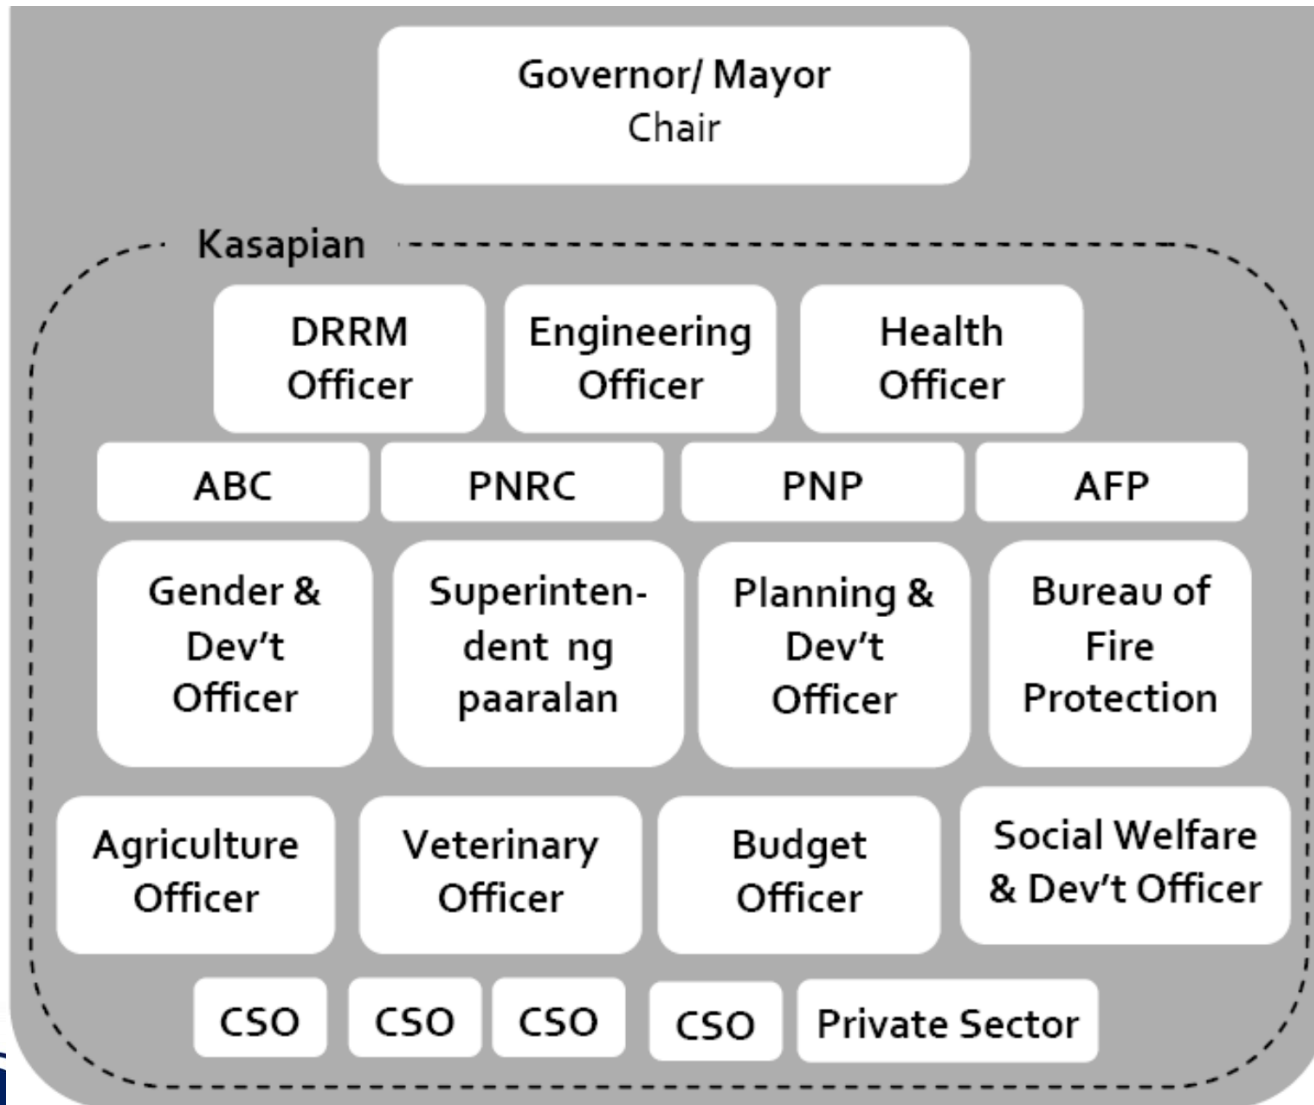 Governor/ Mayor
Chair
Kasapian
DRRM
Officer
Engineering
Officer
Health
Officer
ABC
PNRC
PNP
AFP
Gender &
Dev't
Officer
Superinten-
dent ng
paaralan
Planning &
Dev't
Officer
Bureau of
Fire
Protection
Agriculture
Officer
Veterinary
Officer
Budget
Officer
Social Welfare
& Dev't Officer
CSO
CSO
CSO
CSO
Private Sector